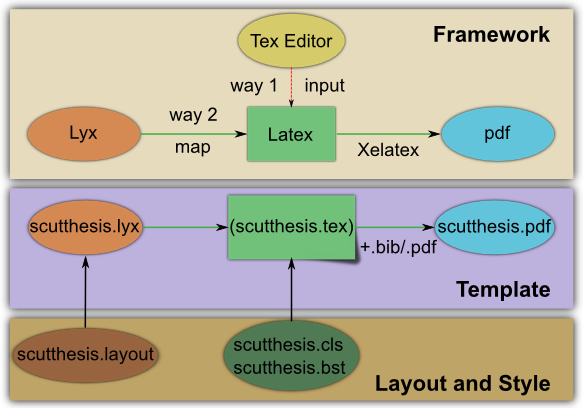 Tex Editor
Framework
way 1
input
Lyx
way 2
map
Latex
Xelatex
pdf
scutthesis.lyx
(scutthesis.tex)
+.bib/.pdf
scutthesis.pdf
Template
scutthesis.layout
scutthesis.cls
scutthesis.bst
Layout and Style